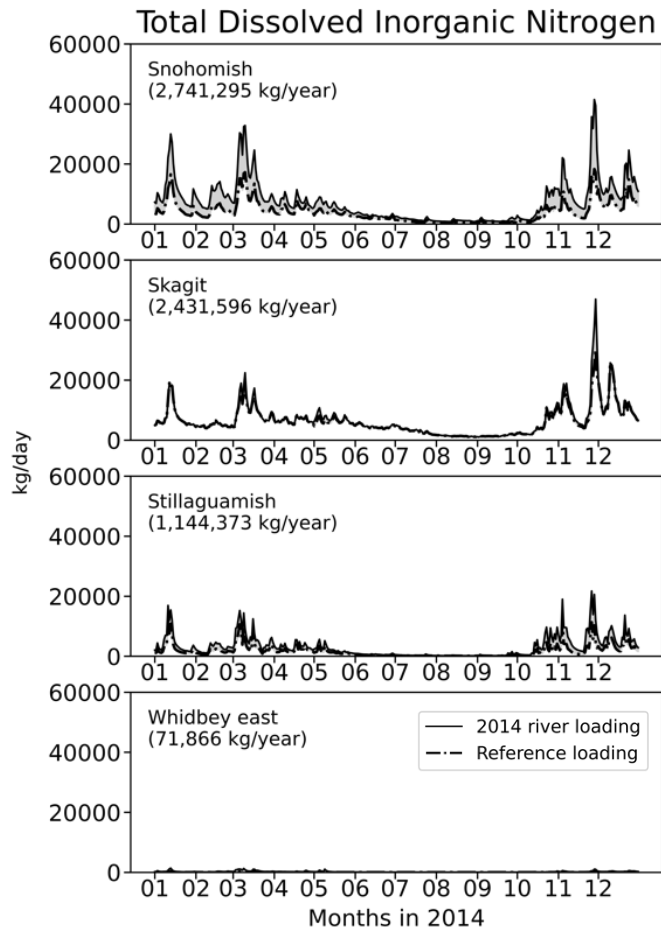 Total Dissolved Inorganic Nitrogen
60000
Snohomish
(2,741,295 kg/year)
40000
20000
0
01 02 03 04 05 06 07 08 09 10 11 12
60000
Skagit
(2,431,596 kg/year)
40000
20000
0
01 02 03 04 05 06 07 08 09 10 11 12
kg/day
60000
Stillaguamish
(1,144,373 kg/year)
40000
20000
0
01 02 03 04 05 06 07 08 09 10 11 12
60000
Whidbey east
(71,866 kg/year)
2014 river loading
Reference loading
40000
20000
0
01 02 03 04 05 06 07 08 09 10 11 12
Months in 2014